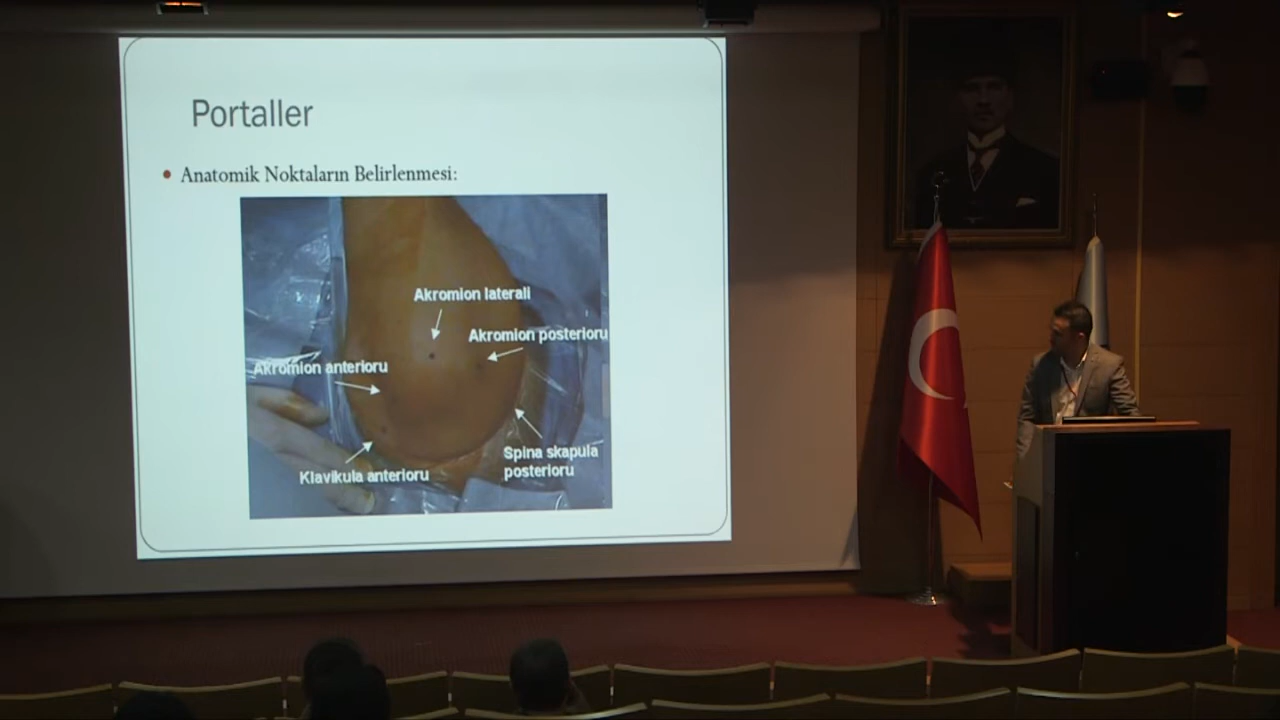 Portaller
Anatomik Noktaların Belirlenmesi:
Akromion laterali
Akromion posterioru
Akromion anterioru
Spina skapula
posterioru
Klavikula anterioru